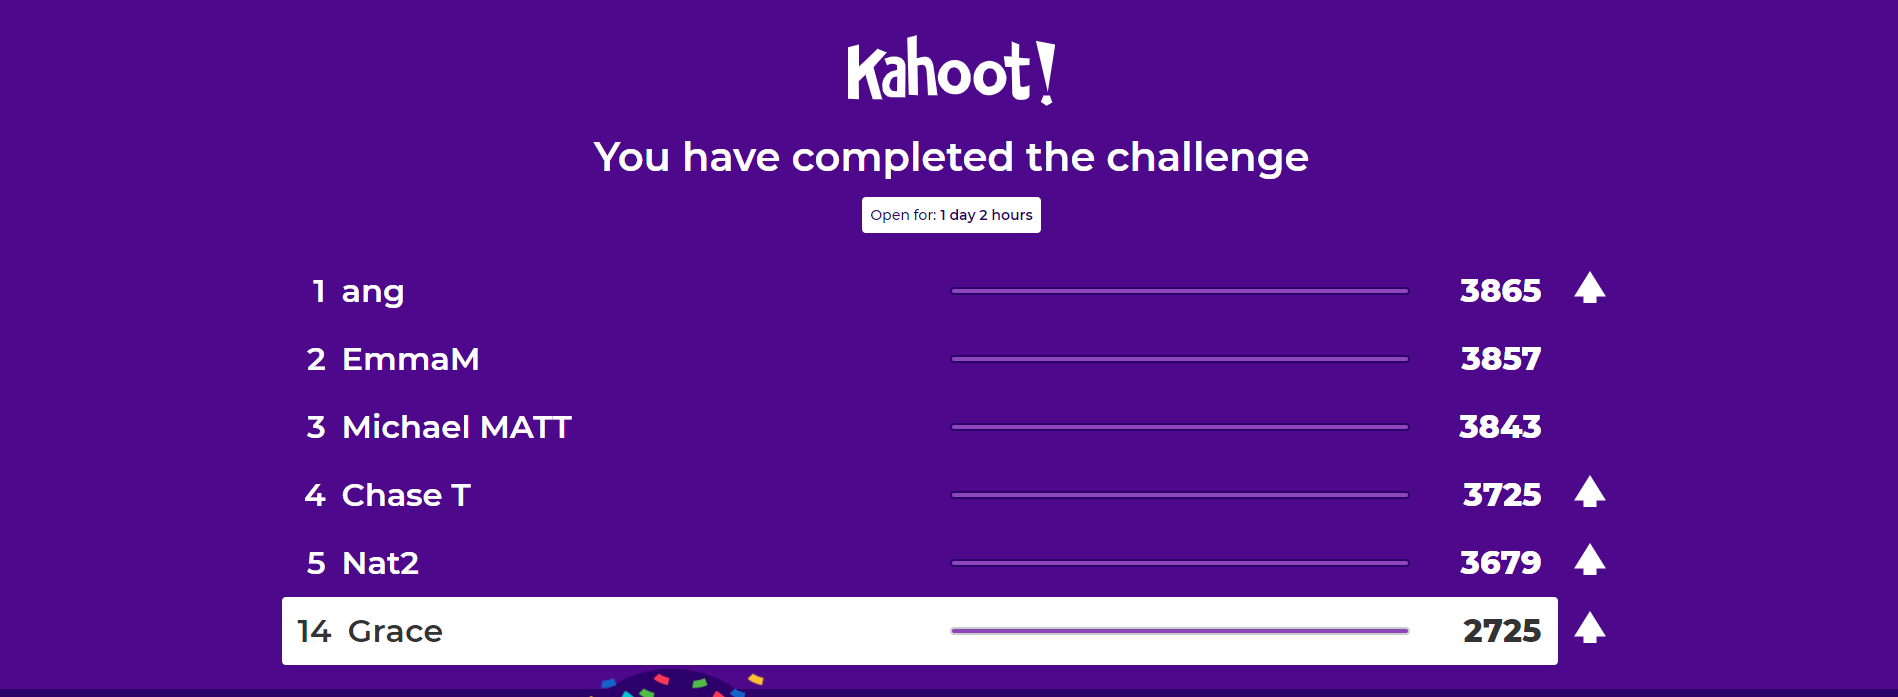 Kahoot!
You have completed the challenge
Open for: 1 day 2 hours
1 ang 3865
2 EmmaM 3857
3 Michael MATT 3843
4 Chase T 3725
5 Nat2 3679
14 Grace 2725